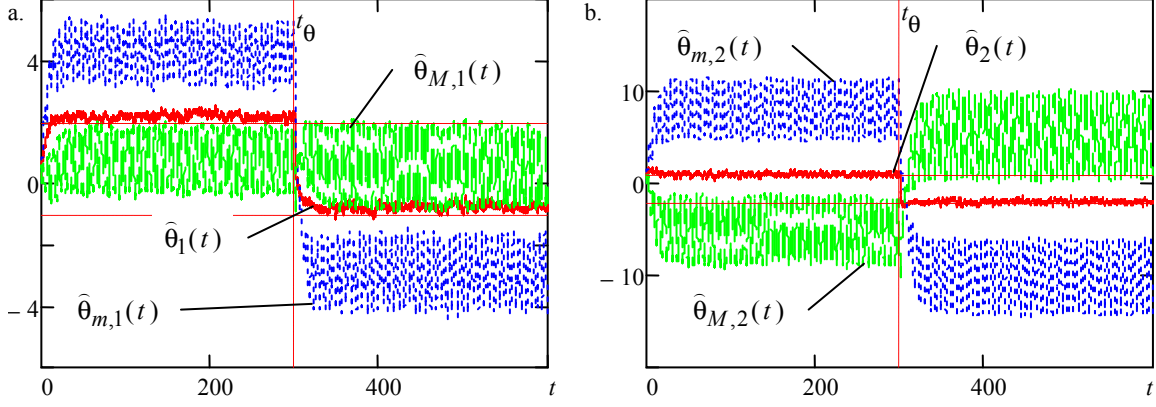 a.
t_θ
4
θ̂_{M,1}(t)
0
θ̂_1(t)
θ̂_{m,1}(t)
− 4
0 200 400 t
b.
t_θ
θ̂_{m,2}(t)
θ̂_2(t)
10
0
− 10
θ̂_{M,2}(t)
0 200 400 t